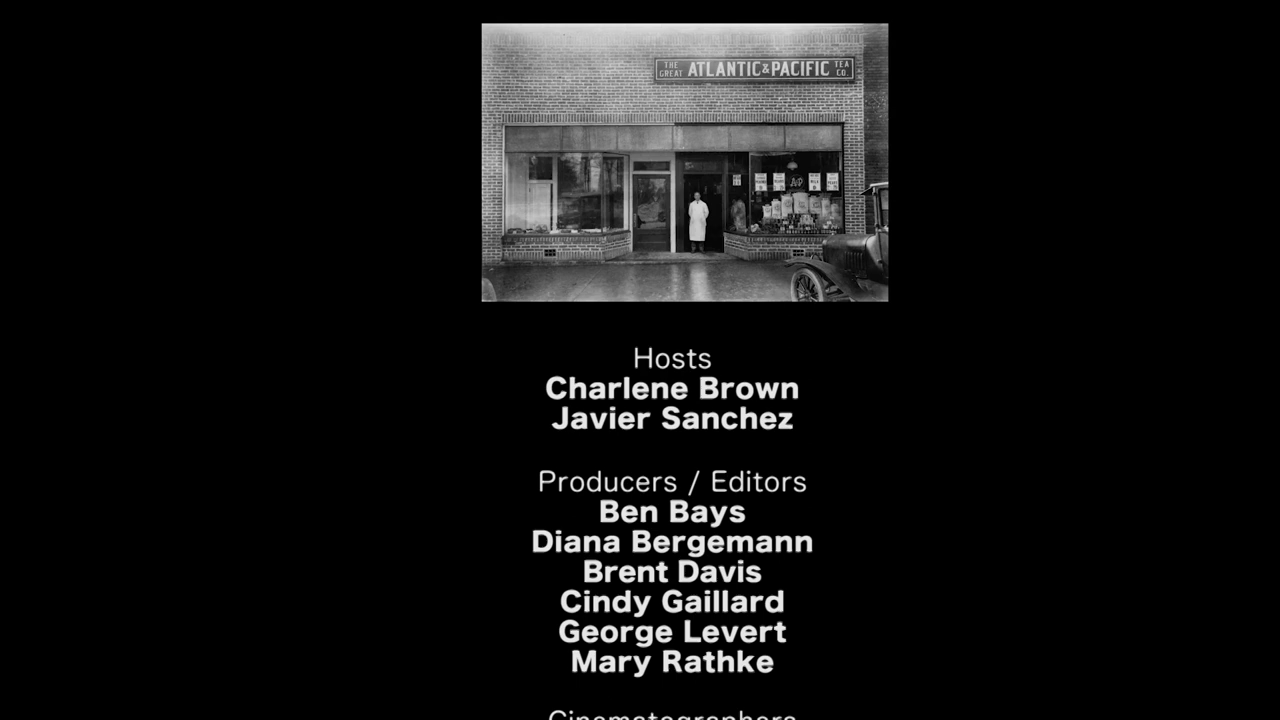 THE GREAT ATLANTIC & PACIFIC TEA CO.
A&P
Hosts
Charlene Brown
Javier Sanchez
Producers / Editors
Ben Bays
Diana Bergemann
Brent Davis
Cindy Gaillard
George Levert
Mary Rathke
Cinematographers